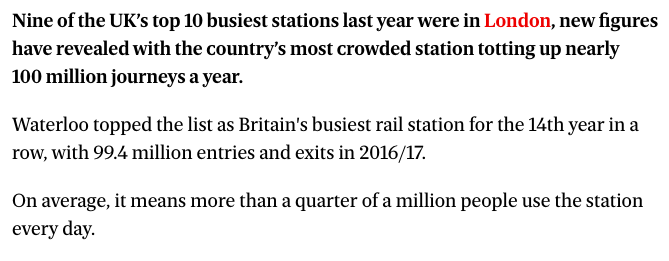 Nine of the UK’s top 10 busiest stations last year were in London, new figures
have revealed with the country’s most crowded station totting up nearly
100 million journeys a year.
Waterloo topped the list as Britain's busiest rail station for the 14th year in a
row, with 99.4 million entries and exits in 2016/17.
On average, it means more than a quarter of a million people use the station
every day.